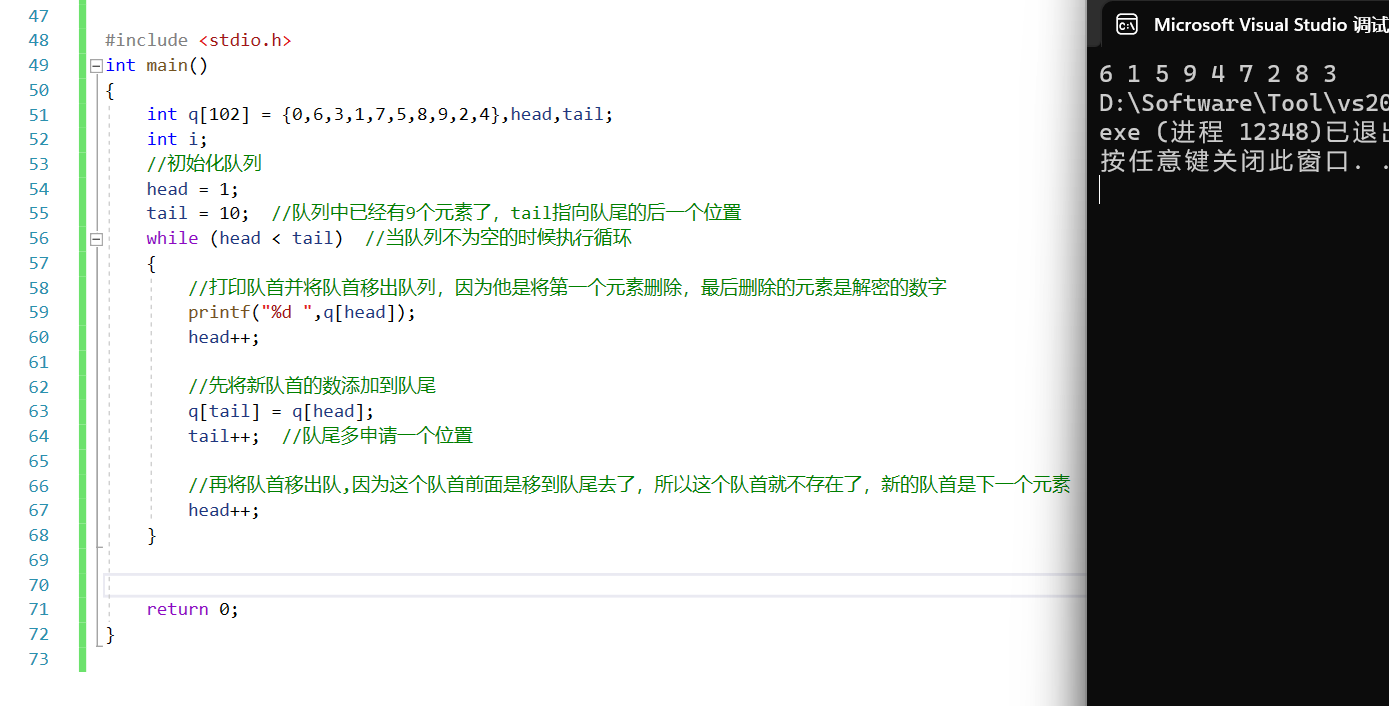 47
48 #include <stdio.h>
49 int main()
50 {
51 int q[102] = {0,6,3,1,7,5,8,9,2,4},head,tail;
52 int i;
53 //初始化队列
54 head = 1;
55 tail = 10; //队列中已经有9个元素了，tail指向队尾的后一个位置
56 while (head < tail) //当队列不为空的时候执行循环
57 {
58 //打印队首并将队首移出队列，因为他是将第一个元素删除，最后删除的元素是解密的数字
59 printf("%d ",q[head]);
60 head++;
61
62 //先将新队首的数添加到队尾
63 q[tail] = q[head];
64 tail++; //队尾多申请一个位置
65
66 //再将队首移出队,因为这个队首前面是移到队尾去了，所以这个队首就不存在了，新的队首是下一个元素
67 head++;
68 }
69
70
71 return 0;
72 }
73
Microsoft Visual Studio 调试
6 1 5 9 4 7 2 8 3
D:\Software\Tool\vs20
exe (进程 12348)已退出
按任意键关闭此窗口. .